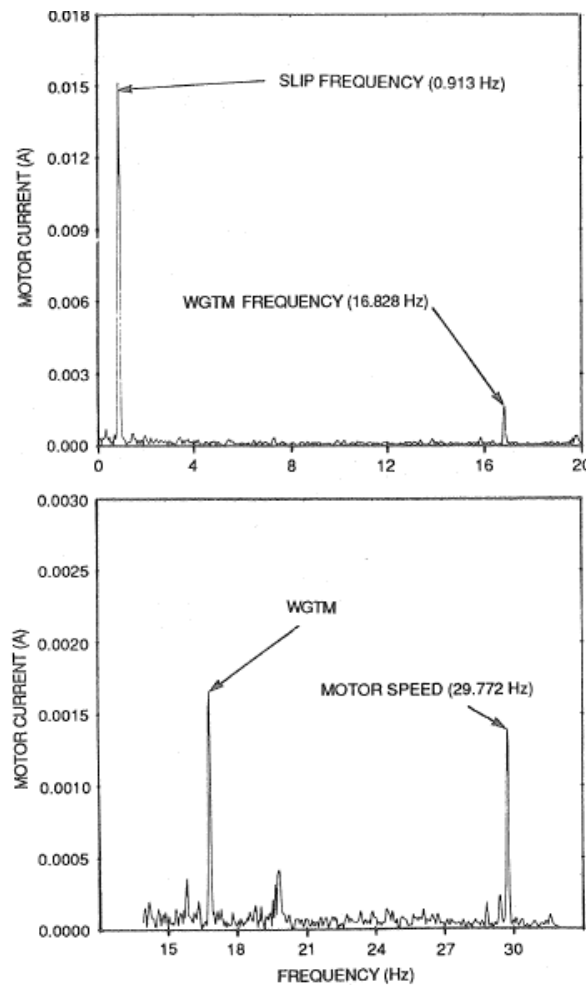 0.018
0.015
0.012
0.009
0.006
0.003
0.000
MOTOR CURRENT (A)
SLIP FREQUENCY (0.913 Hz)
WGTM FREQUENCY (16.828 Hz)
0 4 8 12 16 20
0.0030
0.0025
0.0020
0.0015
0.0010
0.0005
0.0000
MOTOR CURRENT (A)
WGTM
MOTOR SPEED (29.772 Hz)
15 18 21 24 27 30
FREQUENCY (Hz)